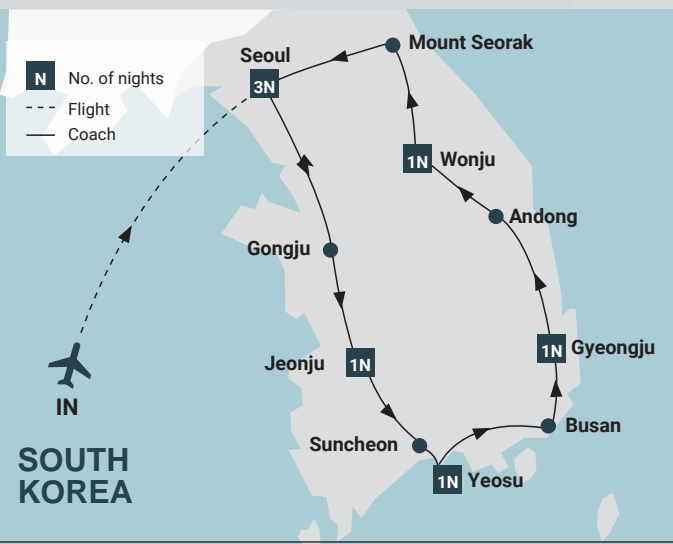 Mount Seorak
Seoul
3N
N No. of nights
Flight
Coach
1N Wonju
Andong
Gongju
1N Gyeongju
Jeonju 1N
IN
Busan
Suncheon
1N Yeosu
SOUTH
KOREA